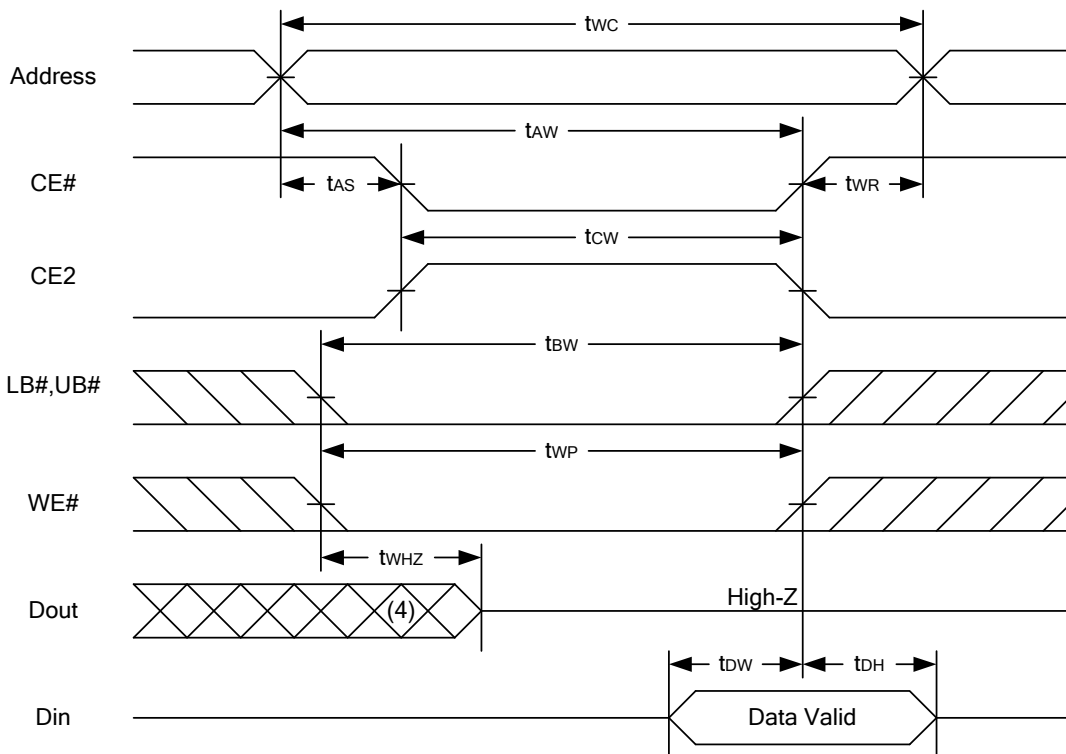 tWC
Address
tAW
CE#
tAS
tWR
tCW
CE2
tBW
LB#,UB#
tWP
WE#
tWHZ
Dout
(4)
High-Z
tDW
tDH
Din
Data Valid